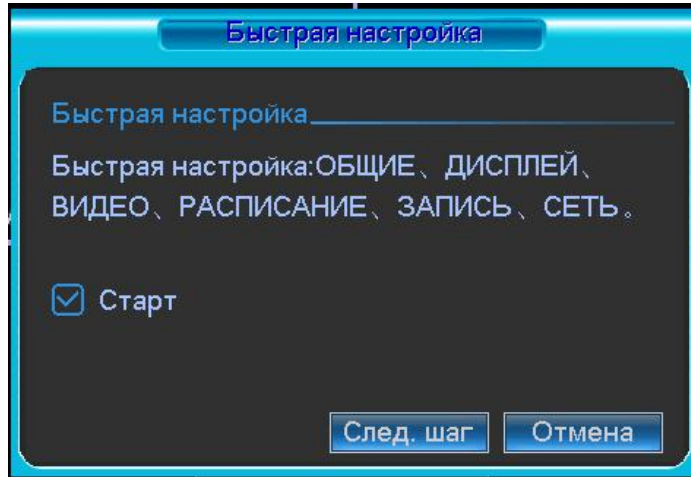 Быстрая настройка
Быстрая настройка
Быстрая настройка:ОБЩИЕ、ДИСПЛЕЙ、
ВИДЕО、РАСПИСАНИЕ、ЗАПИСЬ、СЕТЬ。
Старт
След. шаг Отмена